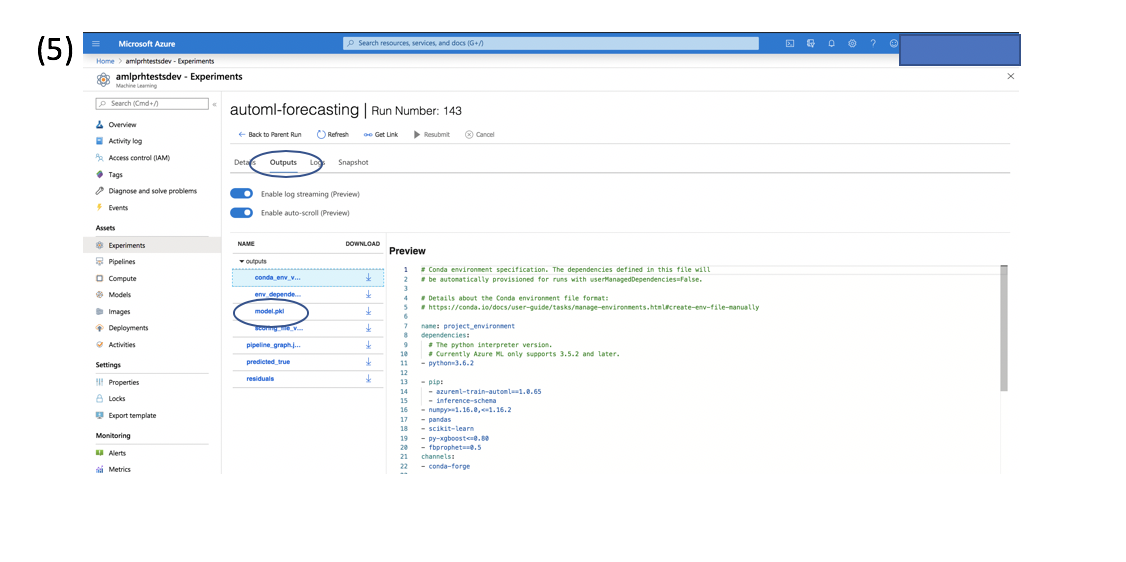 (5)
Microsoft Azure
Search resources, services, and docs (G+/)
Home > amlprhtestsdev - Experiments
amlprhtestsdev - Experiments
Machine Learning
Search (Cmd+/)
«
Overview
Activity log
Access control (IAM)
Tags
Diagnose and solve problems
Events
Assets
Experiments
Pipelines
Compute
Models
Images
Deployments
Activities
Settings
Properties
Locks
Export template
Monitoring
Alerts
Metrics
automl-forecasting | Run Number: 143
Back to Parent Run Refresh Get Link Resubmit Cancel
Details Outputs Logs Snapshot
Enable log streaming (Preview)
Enable auto-scroll (Preview)
NAME DOWNLOAD
outputs
conda_env_v...
env_depende...
model.pkl
scoring_file_v...
pipeline_graph.j...
predicted_true
residuals
Preview
1 # Conda environment specification. The dependencies defined in this file will
2 # be automatically provisioned for runs with userManagedDependencies=False.
3
4 # Details about the Conda environment file format:
5 # https://conda.io/docs/user-guide/tasks/manage-environments.html#create-env-file-manually
6
7 name: project_environment
8 dependencies:
9 # The python interpreter version.
10 # Currently Azure ML only supports 3.5.2 and later.
11 - python=3.6.2
12
13 - pip:
14 - azureml-train-automl==1.0.65
15 - inference-schema
16 - numpy>=1.16.0,<=1.16.2
17 - pandas
18 - scikit-learn
19 - py-xgboost<=0.80
20 - fbprophet==0.5
21 channels:
22 - conda-forge